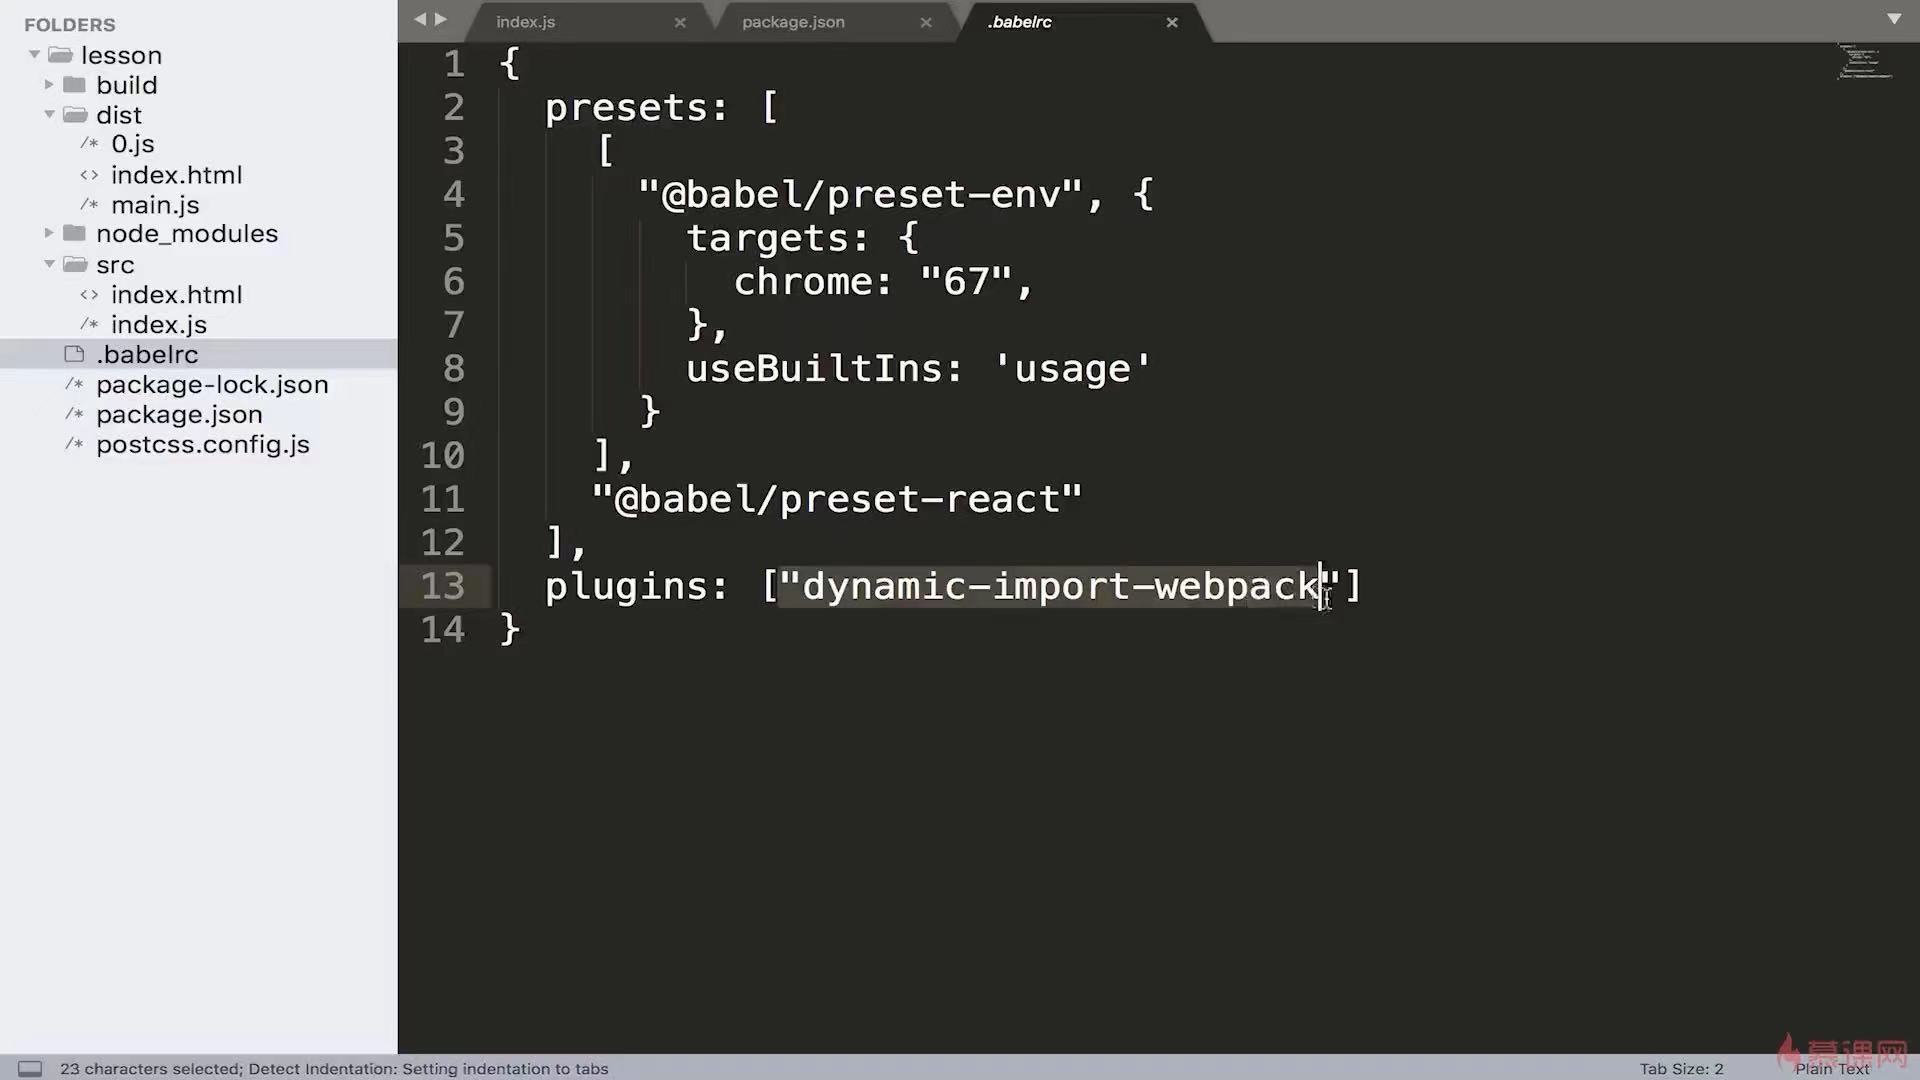 FOLDERS
lesson
build
dist
/* 0.js
<> index.html
/* main.js
node_modules
src
<> index.html
/* index.js
.babelrc
/* package-lock.json
/* package.json
/* postcss.config.js
index.js ×
package.json ×
.babelrc ×
1 {
2 presets: [
3 [
4 "@babel/preset-env", {
5 targets: {
6 chrome: "67",
7 },
8 useBuiltIns: 'usage'
9 }
10 ],
11 "@babel/preset-react"
12 ],
13 plugins: ["dynamic-import-webpack"]
14 }
慕课网
23 characters selected; Detect Indentation: Setting indentation to tabs
Tab Size: 2
Plain Text